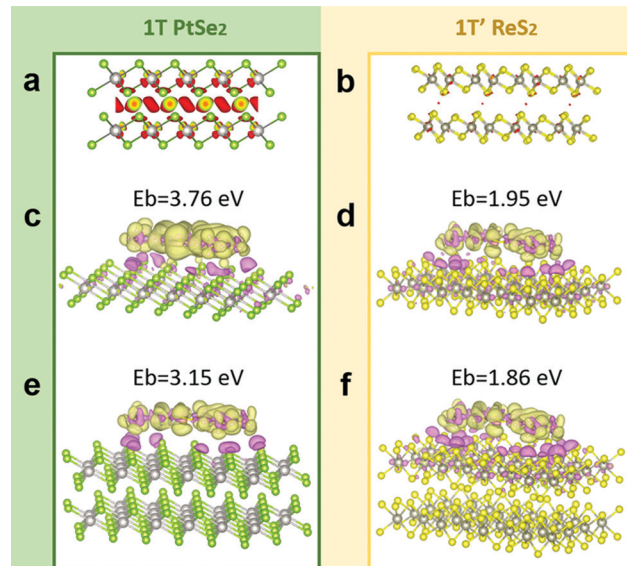 1T PtSe₂
1T' ReS₂
a
b
Eb=3.76 eV
Eb=1.95 eV
c
d
Eb=3.15 eV
Eb=1.86 eV
e
f